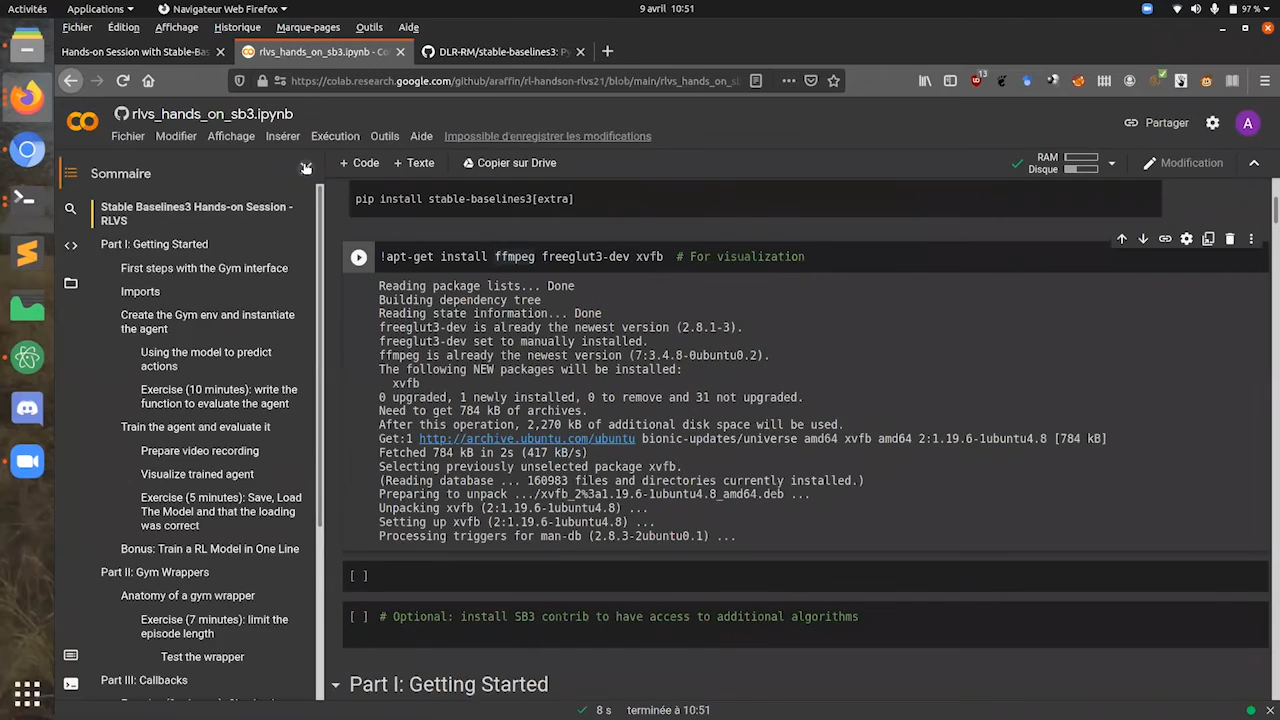 Activités Applications Navigateur Web Firefox 9 avril 10:51 97 %
Fichier Édition Affichage Historique Marque-pages Outils Aide
Hands-on Session with Stable-Bas rlvs_hands_on_sb3.ipynb - Co DLR-RM/stable-baselines3: Py
https://colab.research.google.com/github/araffin/rl-handson-rlvs21/blob/main/rlvs_hands_on_sb 13
rlvs_hands_on_sb3.ipynb
Partager A
Fichier Modifier Affichage Insérer Exécution Outils Aide Impossible d'enregistrer les modifications
Sommaire
+ Code + Texte Copier sur Drive RAM Disque Modification
Stable Baselines3 Hands-on Session -
RLVS
Part I: Getting Started
First steps with the Gym interface
Imports
Create the Gym env and instantiate
the agent
Using the model to predict
actions
Exercise (10 minutes): write the
function to evaluate the agent
Train the agent and evaluate it
Prepare video recording
Visualize trained agent
Exercise (5 minutes): Save, Load
The Model and that the loading
was correct
Bonus: Train a RL Model in One Line
Part II: Gym Wrappers
Anatomy of a gym wrapper
Exercise (7 minutes): limit the
episode length
Test the wrapper
Part III: Callbacks
pip install stable-baselines3[extra]
!apt-get install ffmpeg freeglut3-dev xvfb # For visualization
Reading package lists... Done
Building dependency tree
Reading state information... Done
freeglut3-dev is already the newest version (2.8.1-3).
freeglut3-dev set to manually installed.
ffmpeg is already the newest version (7:3.4.8-0ubuntu0.2).
The following NEW packages will be installed:
xvfb
0 upgraded, 1 newly installed, 0 to remove and 31 not upgraded.
Need to get 784 kB of archives.
After this operation, 2,270 kB of additional disk space will be used.
Get:1 http://archive.ubuntu.com/ubuntu bionic-updates/universe amd64 xvfb amd64 2:1.19.6-1ubuntu4.8 [784 kB]
Fetched 784 kB in 2s (417 kB/s)
Selecting previously unselected package xvfb.
(Reading database ... 160983 files and directories currently installed.)
Preparing to unpack .../xvfb_2%3a1.19.6-1ubuntu4.8_amd64.deb ...
Unpacking xvfb (2:1.19.6-1ubuntu4.8) ...
Setting up xvfb (2:1.19.6-1ubuntu4.8) ...
Processing triggers for man-db (2.8.3-2ubuntu0.1) ...
[ ]
[ ] # Optional: install SB3 contrib to have access to additional algorithms
Part I: Getting Started
8 s terminée à 10:51